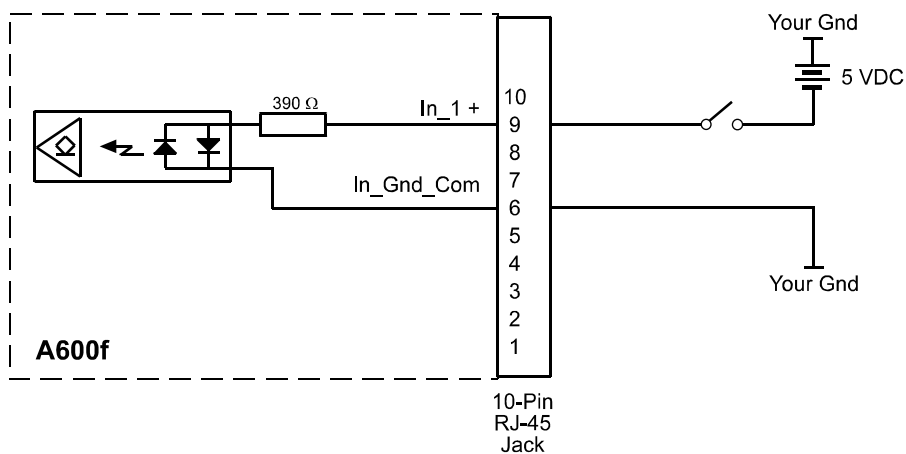 Your Gnd
5 VDC
390 Ω
In_1 +
10
9
8
7
6
5
4
3
2
1
In_Gnd_Com
Your Gnd
A600f
10-Pin
RJ-45
Jack